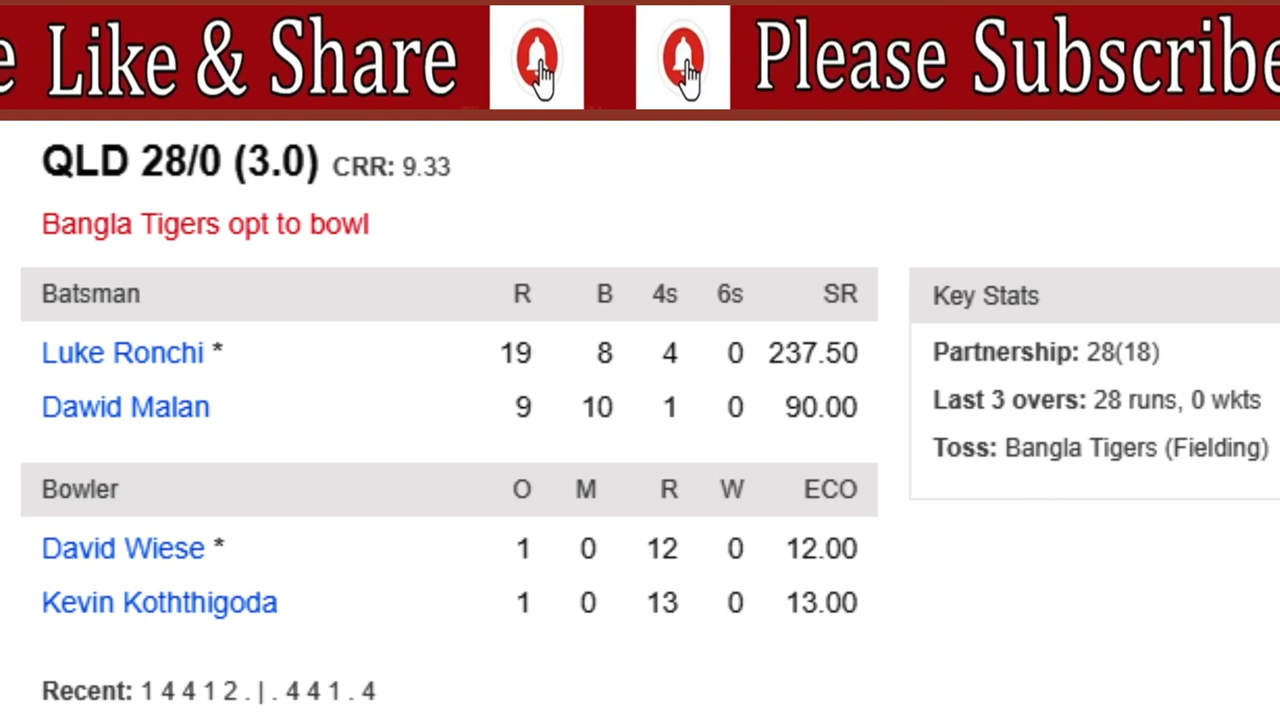 Like & Share Please Subscribe
QLD 28/0 (3.0) CRR: 9.33
Bangla Tigers opt to bowl
Batsman R B 4s 6s SR
Luke Ronchi * 19 8 4 0 237.50
Dawid Malan 9 10 1 0 90.00
Bowler O M R W ECO
David Wiese * 1 0 12 0 12.00
Kevin Koththigoda 1 0 13 0 13.00
Recent: 1 4 4 1 2 . | . 4 4 1 . 4
Key Stats
Partnership: 28(18)
Last 3 overs: 28 runs, 0 wkts
Toss: Bangla Tigers (Fielding)